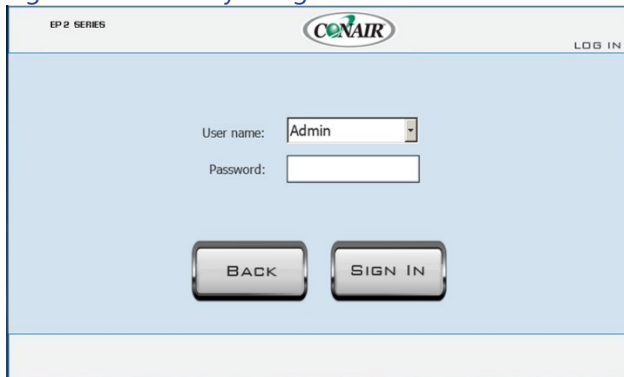 EP2 SERIES
CONAIR
LOG IN
User name: Admin
Password:
BACK
SIGN IN